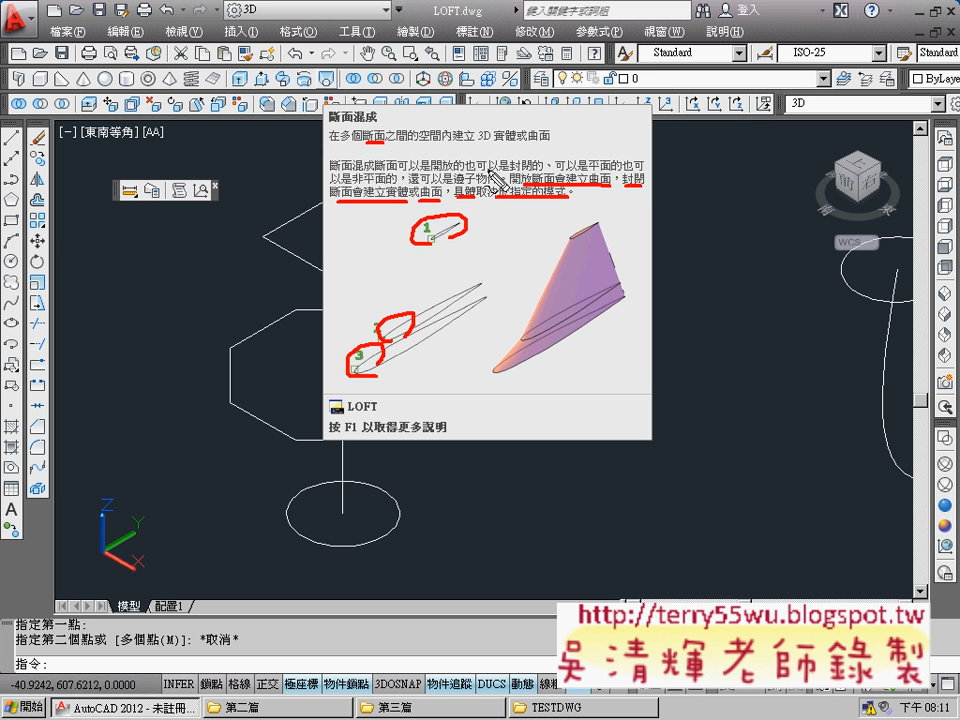 3D
LOFT.dwg
鍵入關鍵字或詞組
登入
檔案(F)
編輯(E)
檢視(V)
插入(I)
格式(O)
工具(T)
繪製(D)
標註(N)
修改(M)
參數式(P)
視窗(W)
說明(H)
Standard
ISO-25
Standard
0
ByLaye
3D
[−] [東南等角] [AA]
斷面混成
在多個斷面之間的空間內建立 3D 實體或曲面
斷面混成斷面可以是開放的也可以是封閉的、可以是平面的也可
以是非平面的，還可以是邊子物件。開放斷面會建立曲面，封閉
斷面會建立實體或曲面，具體取決於指定的模式。
1
2
3
LOFT
按 F1 以取得更多說明
前
右
南
東
WCS
Z
Y
X
模型
配置1
指定第一點:
指定第二個點或 [多個點(M)]: *取消*
指令:
http://terry55wu.blogspot.tw
吳清輝老師錄製
-40.9242, 607.6212, 0.0000
INFER
鎖點
格線
正交
極座標
物件鎖點
3DOSNAP
物件追蹤
DUCS
動態
線粗
開始
AutoCAD 2012 - 未註冊...
第二篇
第三篇
TESTDWG
下午 08:11